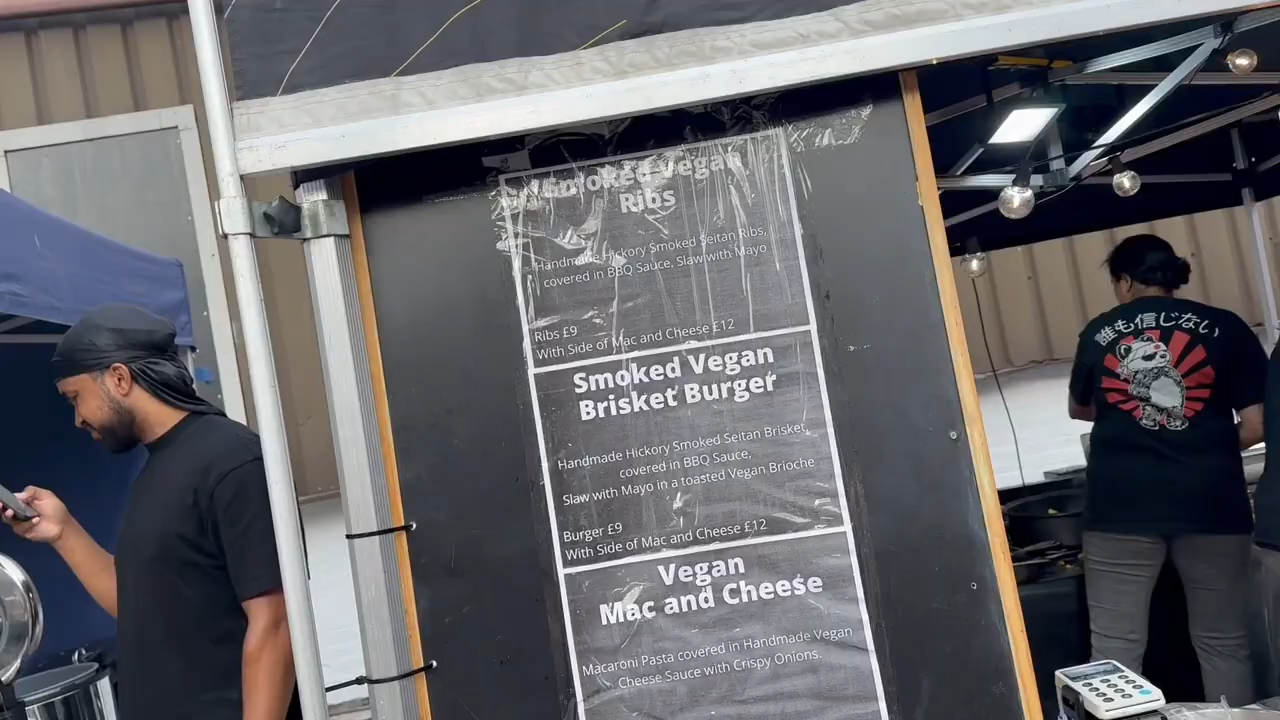 Smoked Vegan
Ribs
Handmade Hickory Smoked Seitan Ribs,
covered in BBQ Sauce, Slaw with Mayo
Ribs £9
With Side of Mac and Cheese £12
Smoked Vegan
Brisket Burger
Handmade Hickory Smoked Seitan Brisket,
covered in BBQ Sauce,
Slaw with Mayo in a toasted Vegan Brioche
Burger £9
With Side of Mac and Cheese £12
Vegan
Mac and Cheese
Macaroni Pasta covered in Handmade Vegan
Cheese Sauce with Crispy Onions.
誰も信じない